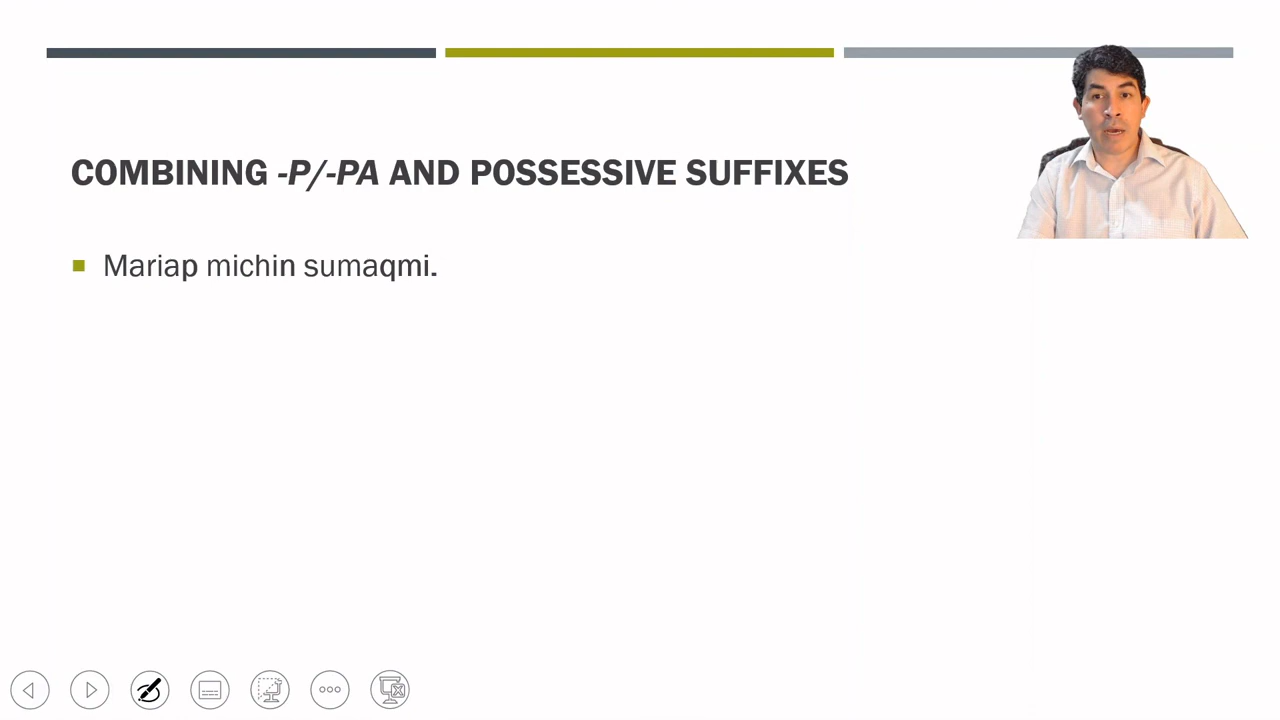 COMBINING -P/-PA AND POSSESSIVE SUFFIXES
Mariap michin sumaqmi.